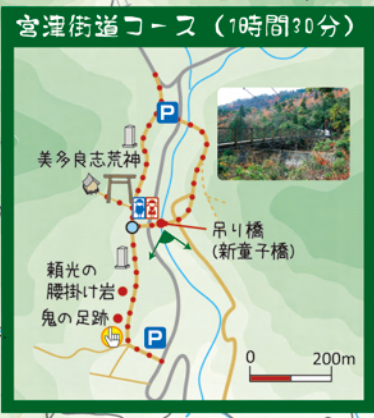 宮津街道コース（1時間30分）
P
美多良志荒神
吊り橋
(新童子橋)
頼光の
腰掛け岩
鬼の足跡
P
0 200m